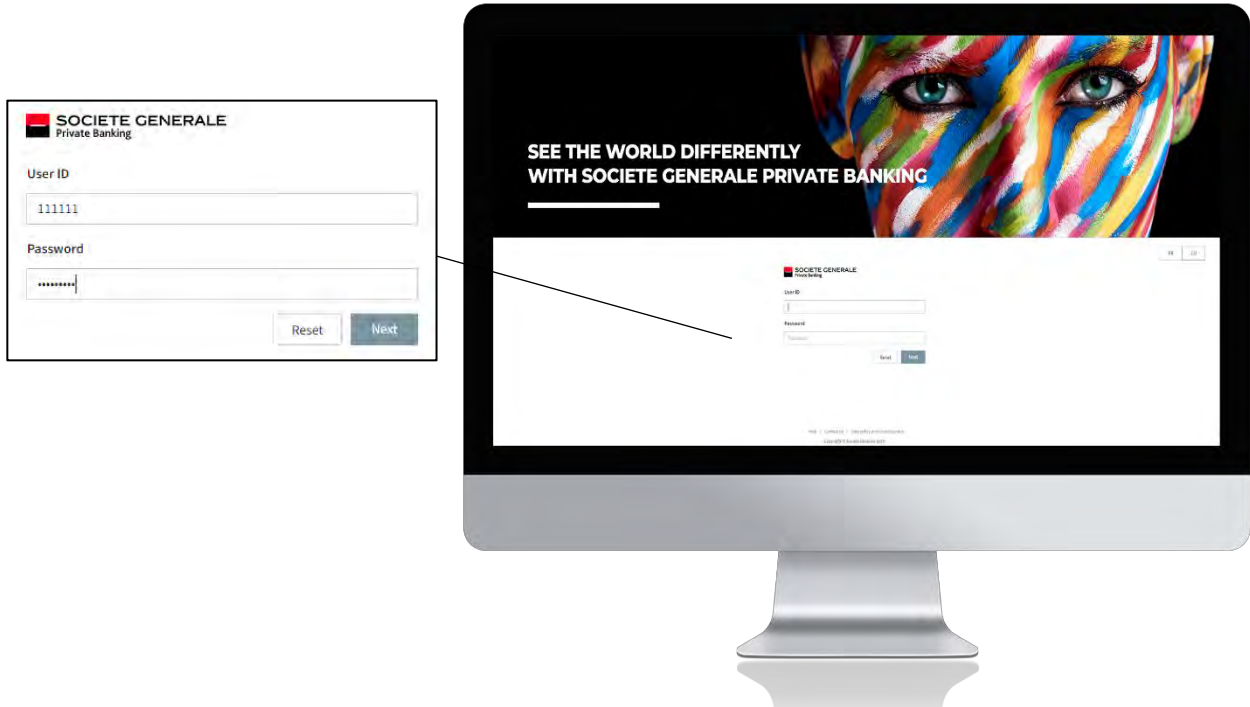 SOCIETE GENERALE
Private Banking
User ID
111111
Password
•••••••••
Reset Next
SEE THE WORLD DIFFERENTLY
WITH SOCIETE GENERALE PRIVATE BANKING
SOCIETE GENERALE
Private Banking
User ID
Password
Password
Reset Next